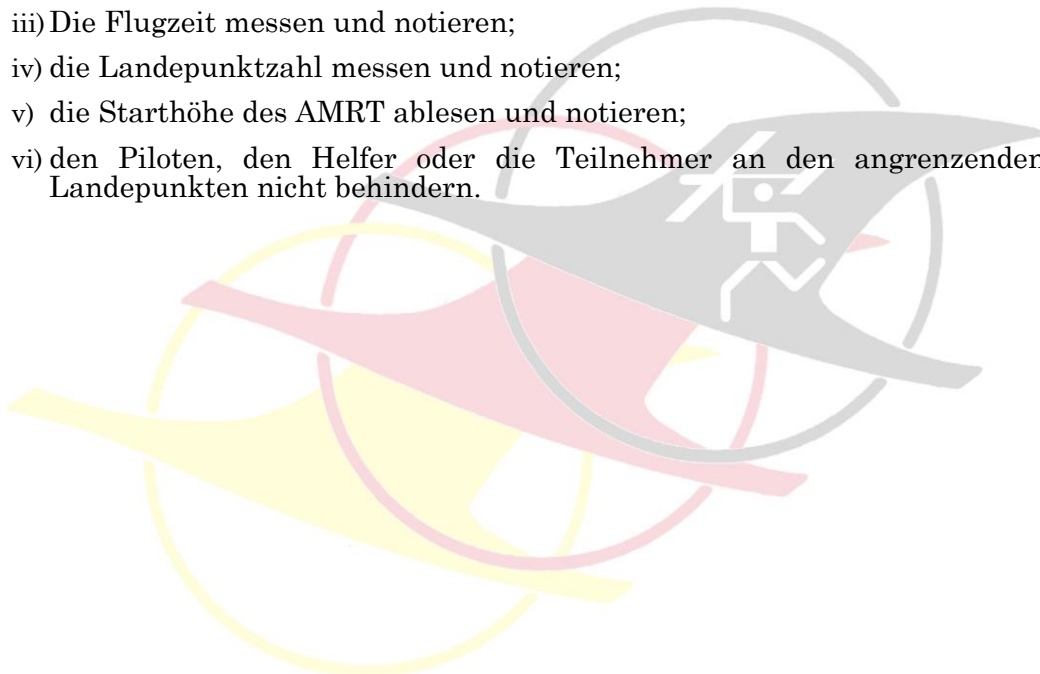 iii) Die Flugzeit messen und notieren;
iv) die Landepunktzahl messen und notieren;
v) die Starthöhe des AMRT ablesen und notieren;
vi) den Piloten, den Helfer oder die Teilnehmer an den angrenzenden
Landepunkten nicht behindern.